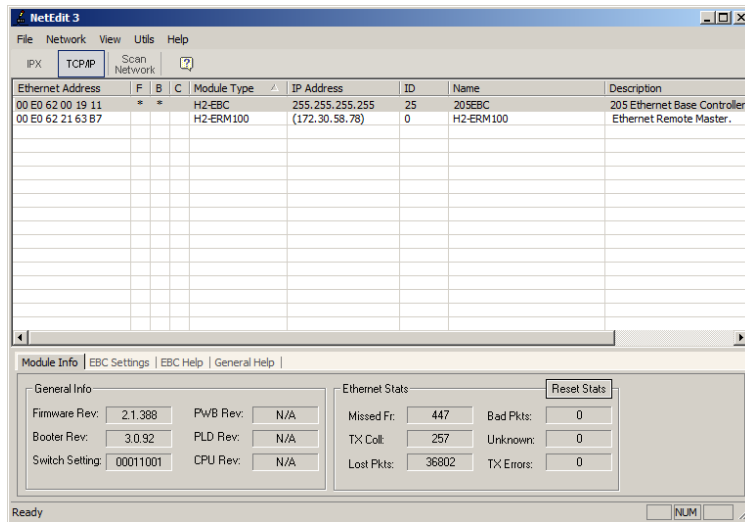 NetEdit 3
File Network View Utils Help
IPX TCP/IP Scan Network ?
Ethernet Address F B C Module Type IP Address ID Name Description
00 E0 62 00 19 11 * * H2-EBC 255.255.255.255 25 205EBC 205 Ethernet Base Controller
00 E0 62 21 63 B7 H2-ERM100 (172.30.58.78) 0 H2-ERM100 Ethernet Remote Master.
Module Info EBC Settings EBC Help General Help
General Info Ethernet Stats Reset Stats
Firmware Rev: 2.1.388 PWB Rev: N/A Missed Fr: 447 Bad Pkts: 0
Booter Rev: 3.0.92 PLD Rev: N/A TX Coll: 257 Unknown: 0
Switch Setting: 00011001 CPU Rev: N/A Lost Pkts: 36802 TX Errors: 0
Ready NUM